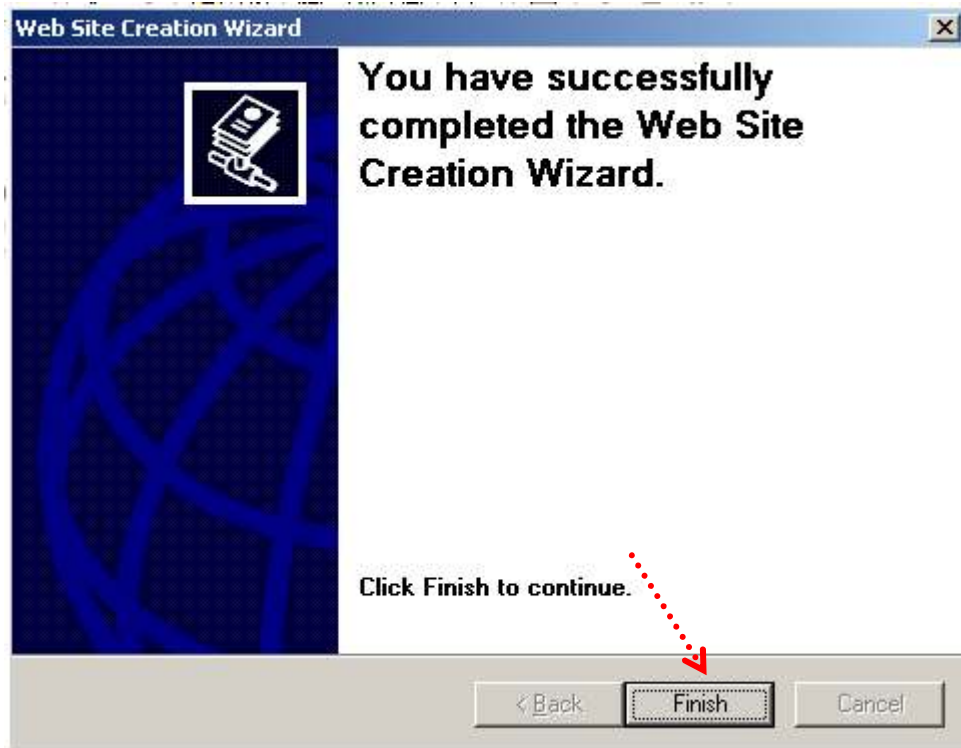 Web Site Creation Wizard
You have successfully
completed the Web Site
Creation Wizard.
Click Finish to continue.
< Back
Finish
Cancel